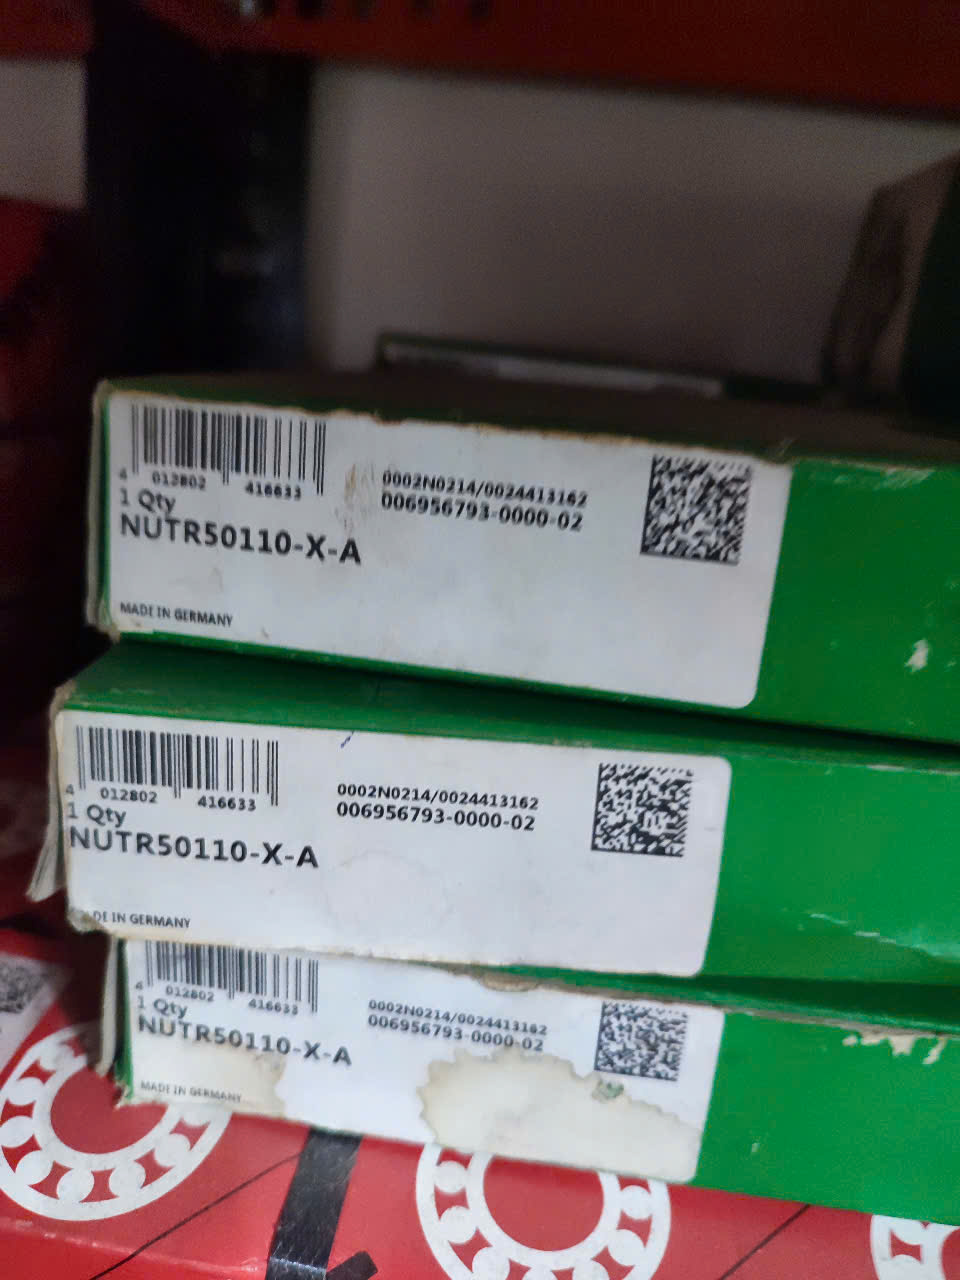 4 012802 416633
1 Qty
NUTR50110-X-A
0002N0214/0024413162
006956793-0000-02
MADE IN GERMANY
4 012802 416633
1 Qty
NUTR50110-X-A
0002N0214/0024413162
006956793-0000-02
DE IN GERMANY
4 012802 416633
1 Qty
NUTR50110-X-A
0002N0214/0024413162
006956793-0000-02
MADE IN GERMANY